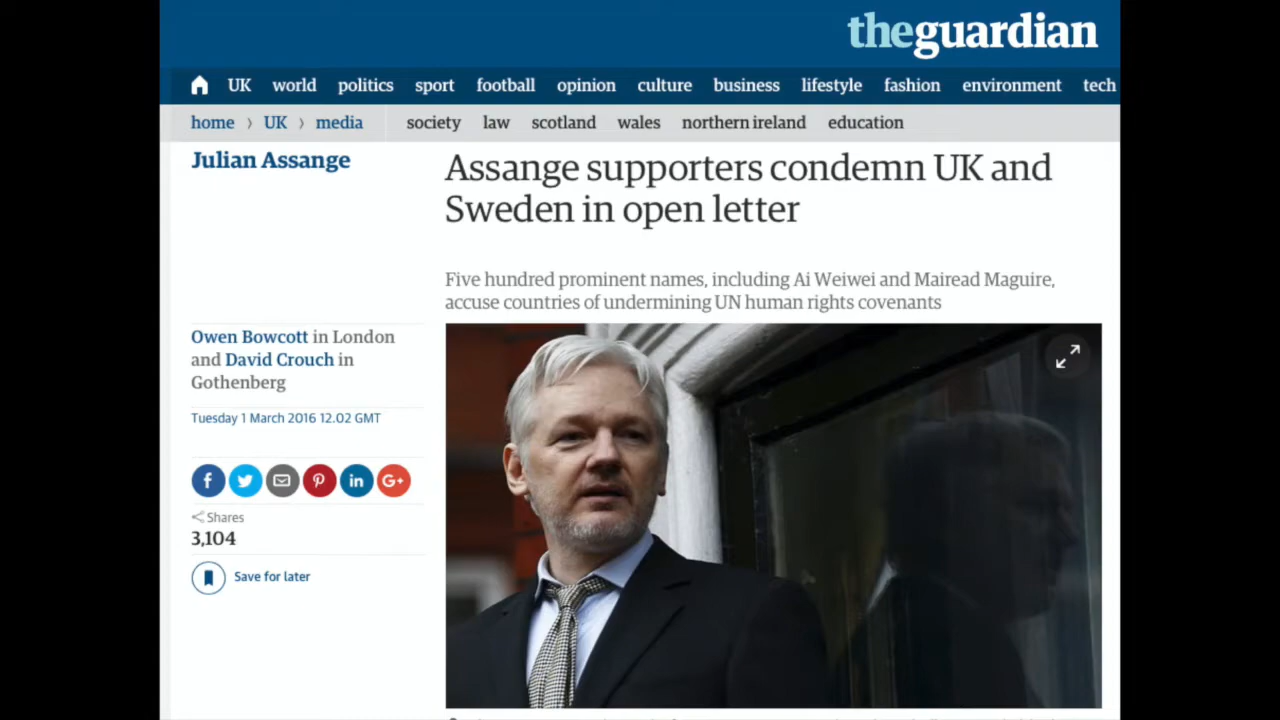 theguardian
UK world politics sport football opinion culture business lifestyle fashion environment tech
home › UK › media society law scotland wales northern ireland education
Julian Assange
Assange supporters condemn UK and
Sweden in open letter
Five hundred prominent names, including Ai Weiwei and Mairead Maguire,
accuse countries of undermining UN human rights covenants
Owen Bowcott in London
and David Crouch in
Gothenberg
Tuesday 1 March 2016 12.02 GMT
Shares
3,104
Save for later